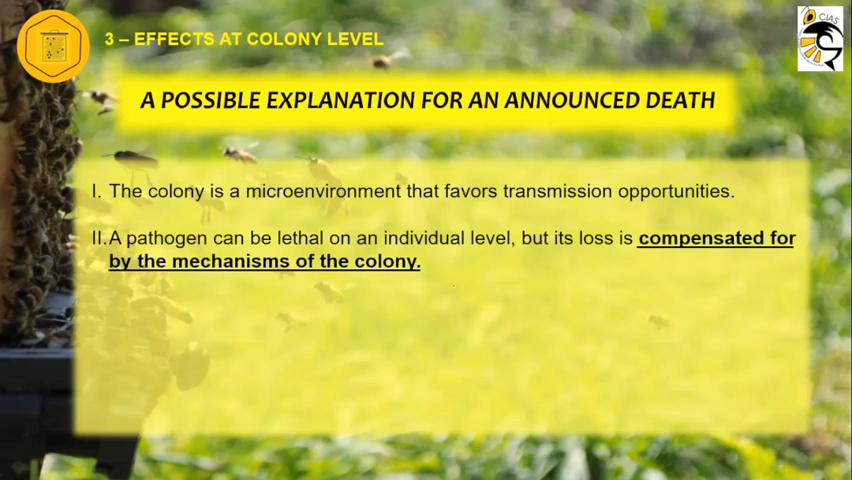 3 – EFFECTS AT COLONY LEVEL
CIAS
A POSSIBLE EXPLANATION FOR AN ANNOUNCED DEATH
I. The colony is a microenvironment that favors transmission opportunities.
II. A pathogen can be lethal on an individual level, but its loss is compensated for
by the mechanisms of the colony.